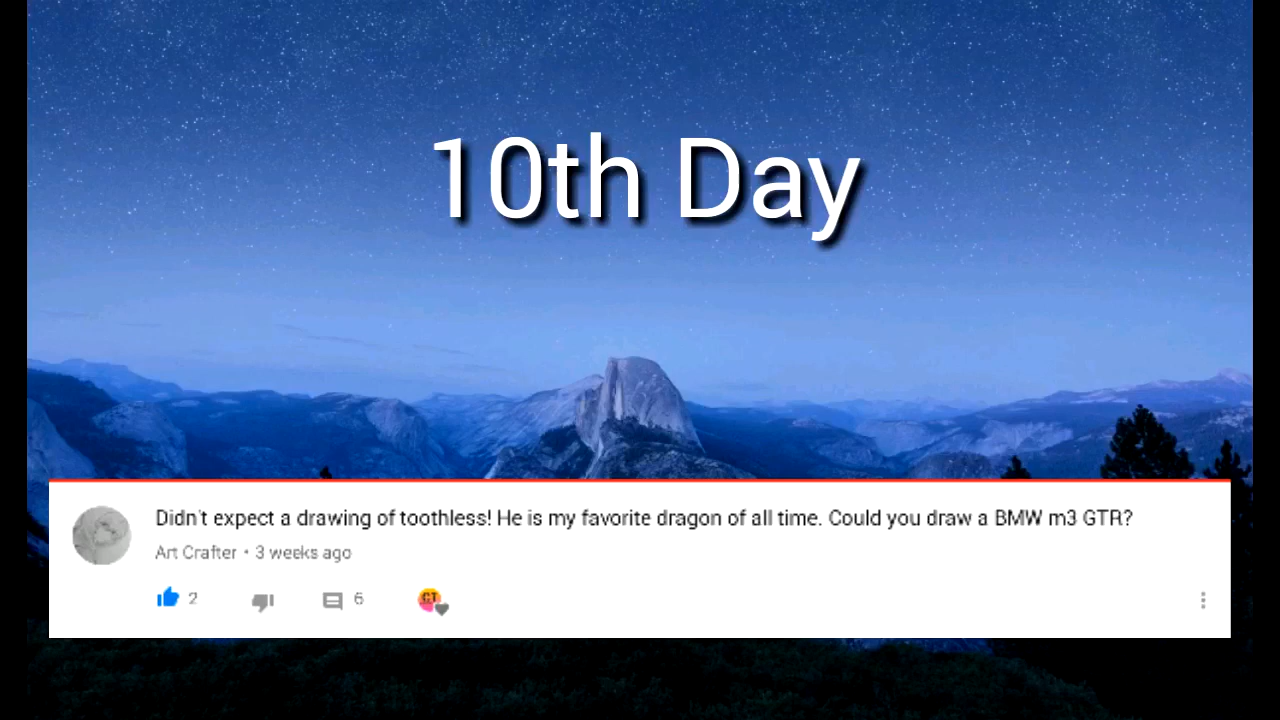 10th Day
Didn't expect a drawing of toothless! He is my favorite dragon of all time. Could you draw a BMW m3 GTR?
Art Crafter • 3 weeks ago
2
6
CT